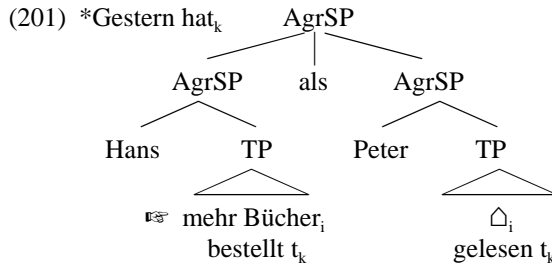 (201) *Gestern hatₖ AgrSP
AgrSP als AgrSP
Hans TP Peter TP
☞ mehr Bücherᵢ ⌂ᵢ
bestellt tₖ gelesen tₖ